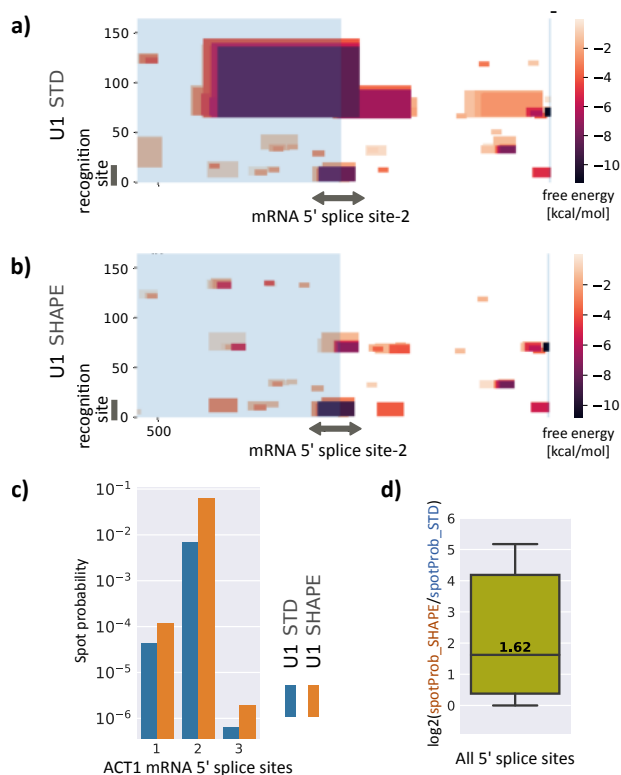 a)
150
100
50
0
U1 STD
recognition
site
mRNA 5' splice site-2
−2
−4
−6
−8
−10
free energy
[kcal/mol]
b)
150
100
50
0
U1 SHAPE
recognition
site
500
mRNA 5' splice site-2
−2
−4
−6
−8
−10
free energy
[kcal/mol]
c)
Spot probability
10⁻¹
10⁻²
10⁻³
10⁻⁴
10⁻⁵
10⁻⁶
1 2 3
ACT1 mRNA 5' splice sites
U1 STD
U1 SHAPE
d)
log2(spotProb_SHAPE/spotProb_STD)
6
5
4
3
2
1
0
1.62
All 5' splice sites